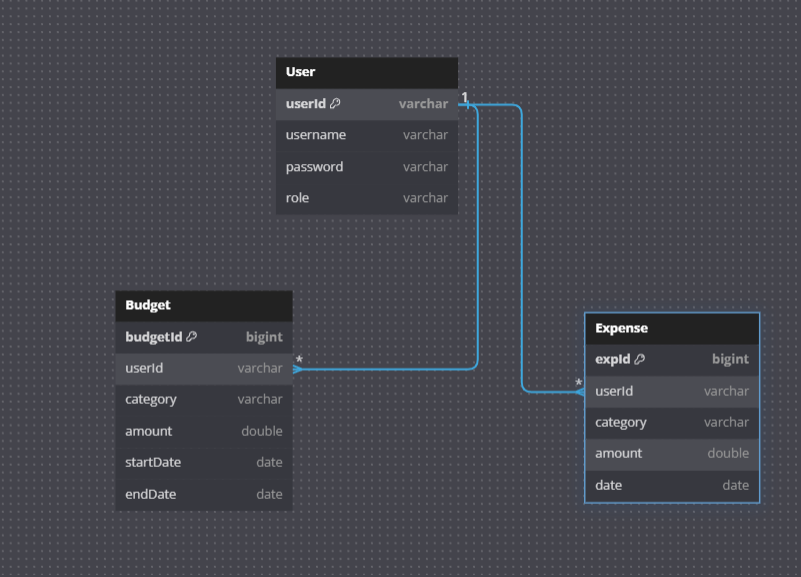 User
userId varchar 1
username varchar
password varchar
role varchar
Budget
budgetId bigint
userId varchar *
category varchar
amount double
startDate date
endDate date
Expense
expId bigint
* userId varchar
category varchar
amount double
date date